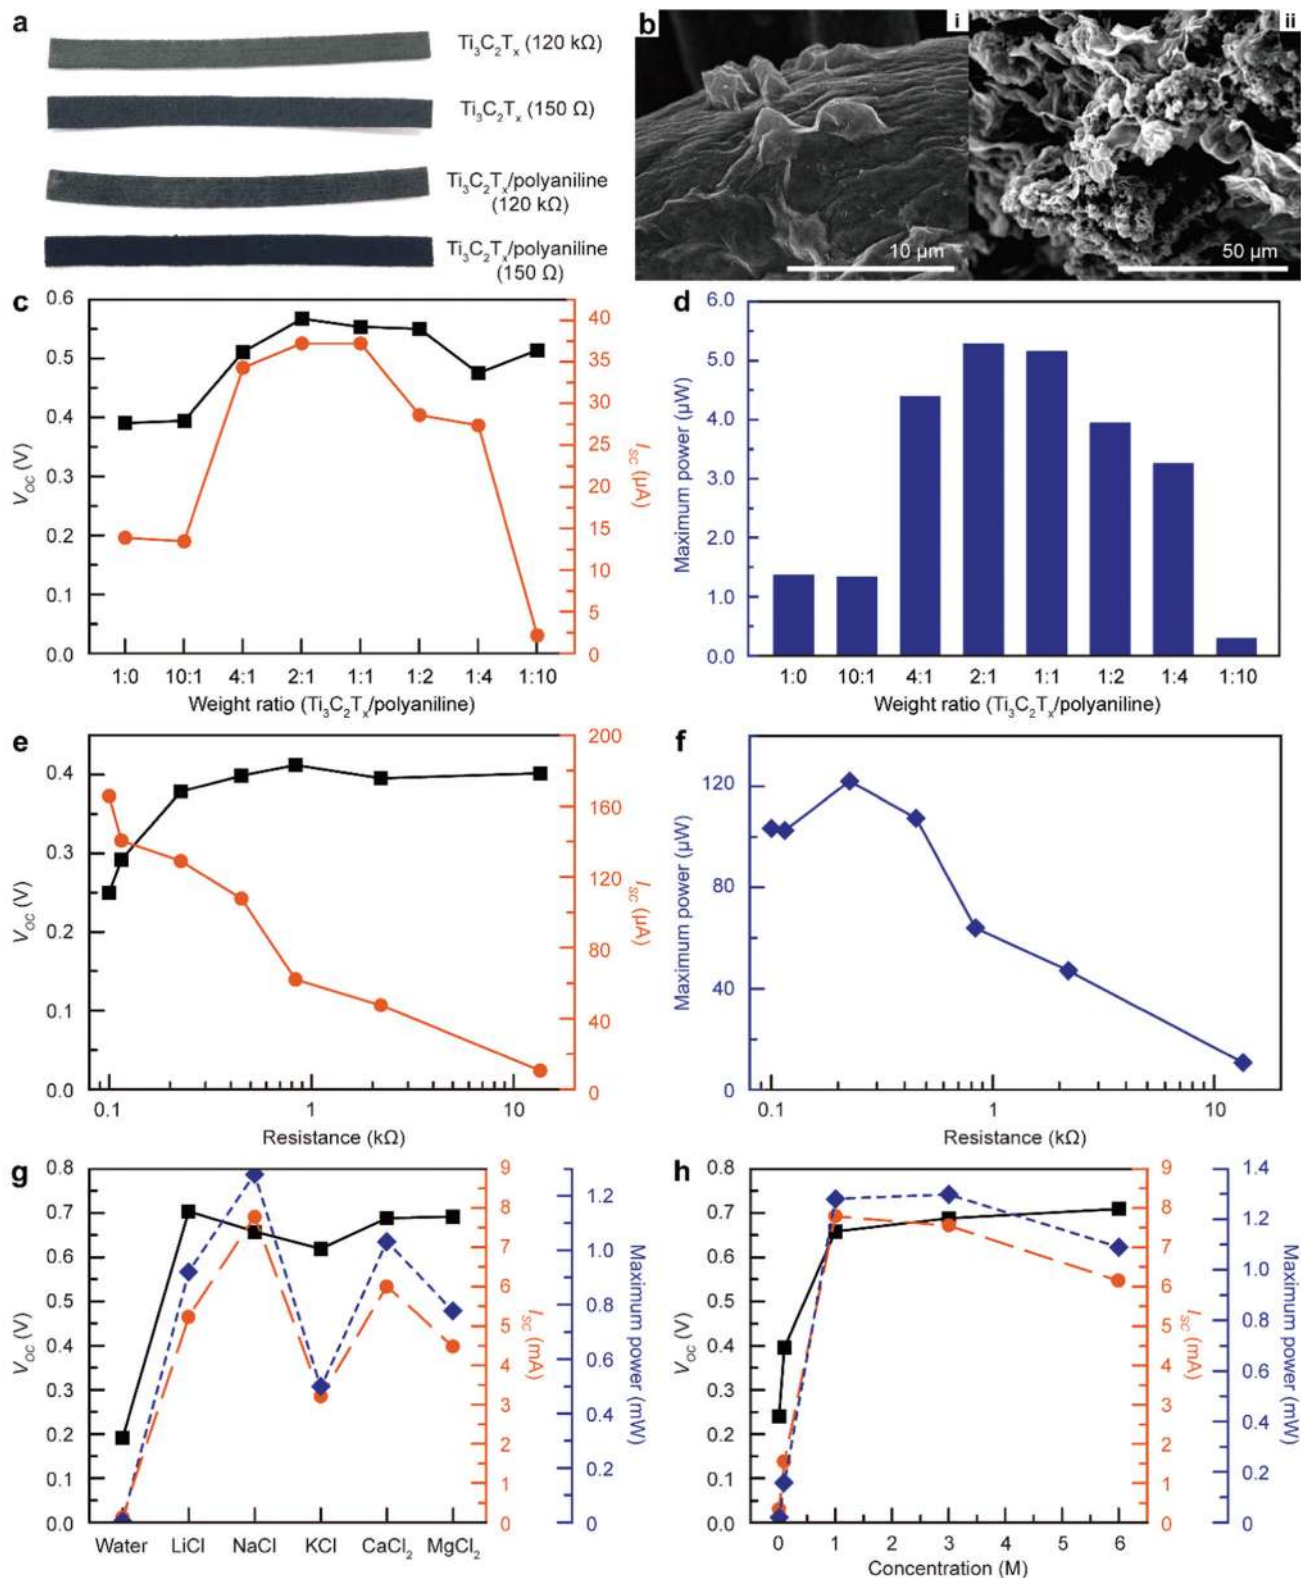 a
Ti₃C₂Tₓ (120 kΩ)
Ti₃C₂Tₓ (150 Ω)
Ti₃C₂Tₓ/polyaniline
(120 kΩ)
Ti₃C₂Tₓ/polyaniline
(150 Ω)
b
i
10 µm
ii
50 µm
c
0.6
0.5
0.4
0.3
0.2
0.1
0.0
V_OC (V)
40
35
30
25
20
15
10
5
0
I_SC (µA)
1:0 10:1 4:1 2:1 1:1 1:2 1:4 1:10
Weight ratio (Ti₃C₂Tₓ/polyaniline)
d
6.0
5.0
4.0
3.0
2.0
1.0
0.0
Maximum power (µW)
1:0 10:1 4:1 2:1 1:1 1:2 1:4 1:10
Weight ratio (Ti₃C₂Tₓ/polyaniline)
e
0.4
0.3
0.2
0.1
0.0
V_OC (V)
200
160
120
80
40
0
I_SC (µA)
0.1 1 10
Resistance (kΩ)
f
120
80
40
0
Maximum power (µW)
0.1 1 10
Resistance (kΩ)
g
0.8
0.7
0.6
0.5
0.4
0.3
0.2
0.1
0.0
V_OC (V)
9
8
7
6
5
4
3
2
1
0
I_SC (mA)
1.2
1.0
0.8
0.6
0.4
0.2
0
Maximum power (mW)
Water LiCl NaCl KCl CaCl₂ MgCl₂
h
0.8
0.7
0.6
0.5
0.4
0.3
0.2
0.1
0.0
V_OC (V)
9
8
7
6
5
4
3
2
1
0
I_SC (mA)
1.4
1.2
1.0
0.8
0.6
0.4
0.2
0
Maximum power (mW)
0 1 2 3 4 5 6
Concentration (M)